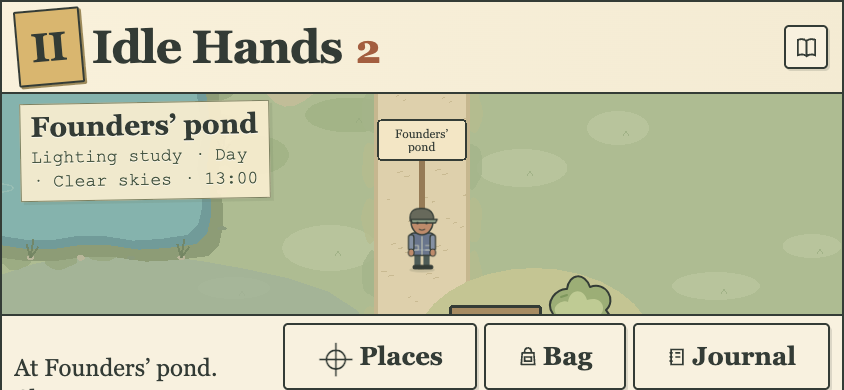 II
Idle Hands 2
Founders’ pond
Lighting study · Day
· Clear skies · 13:00
Founders’
pond
At Founders’ pond.
Places
Bag
Journal